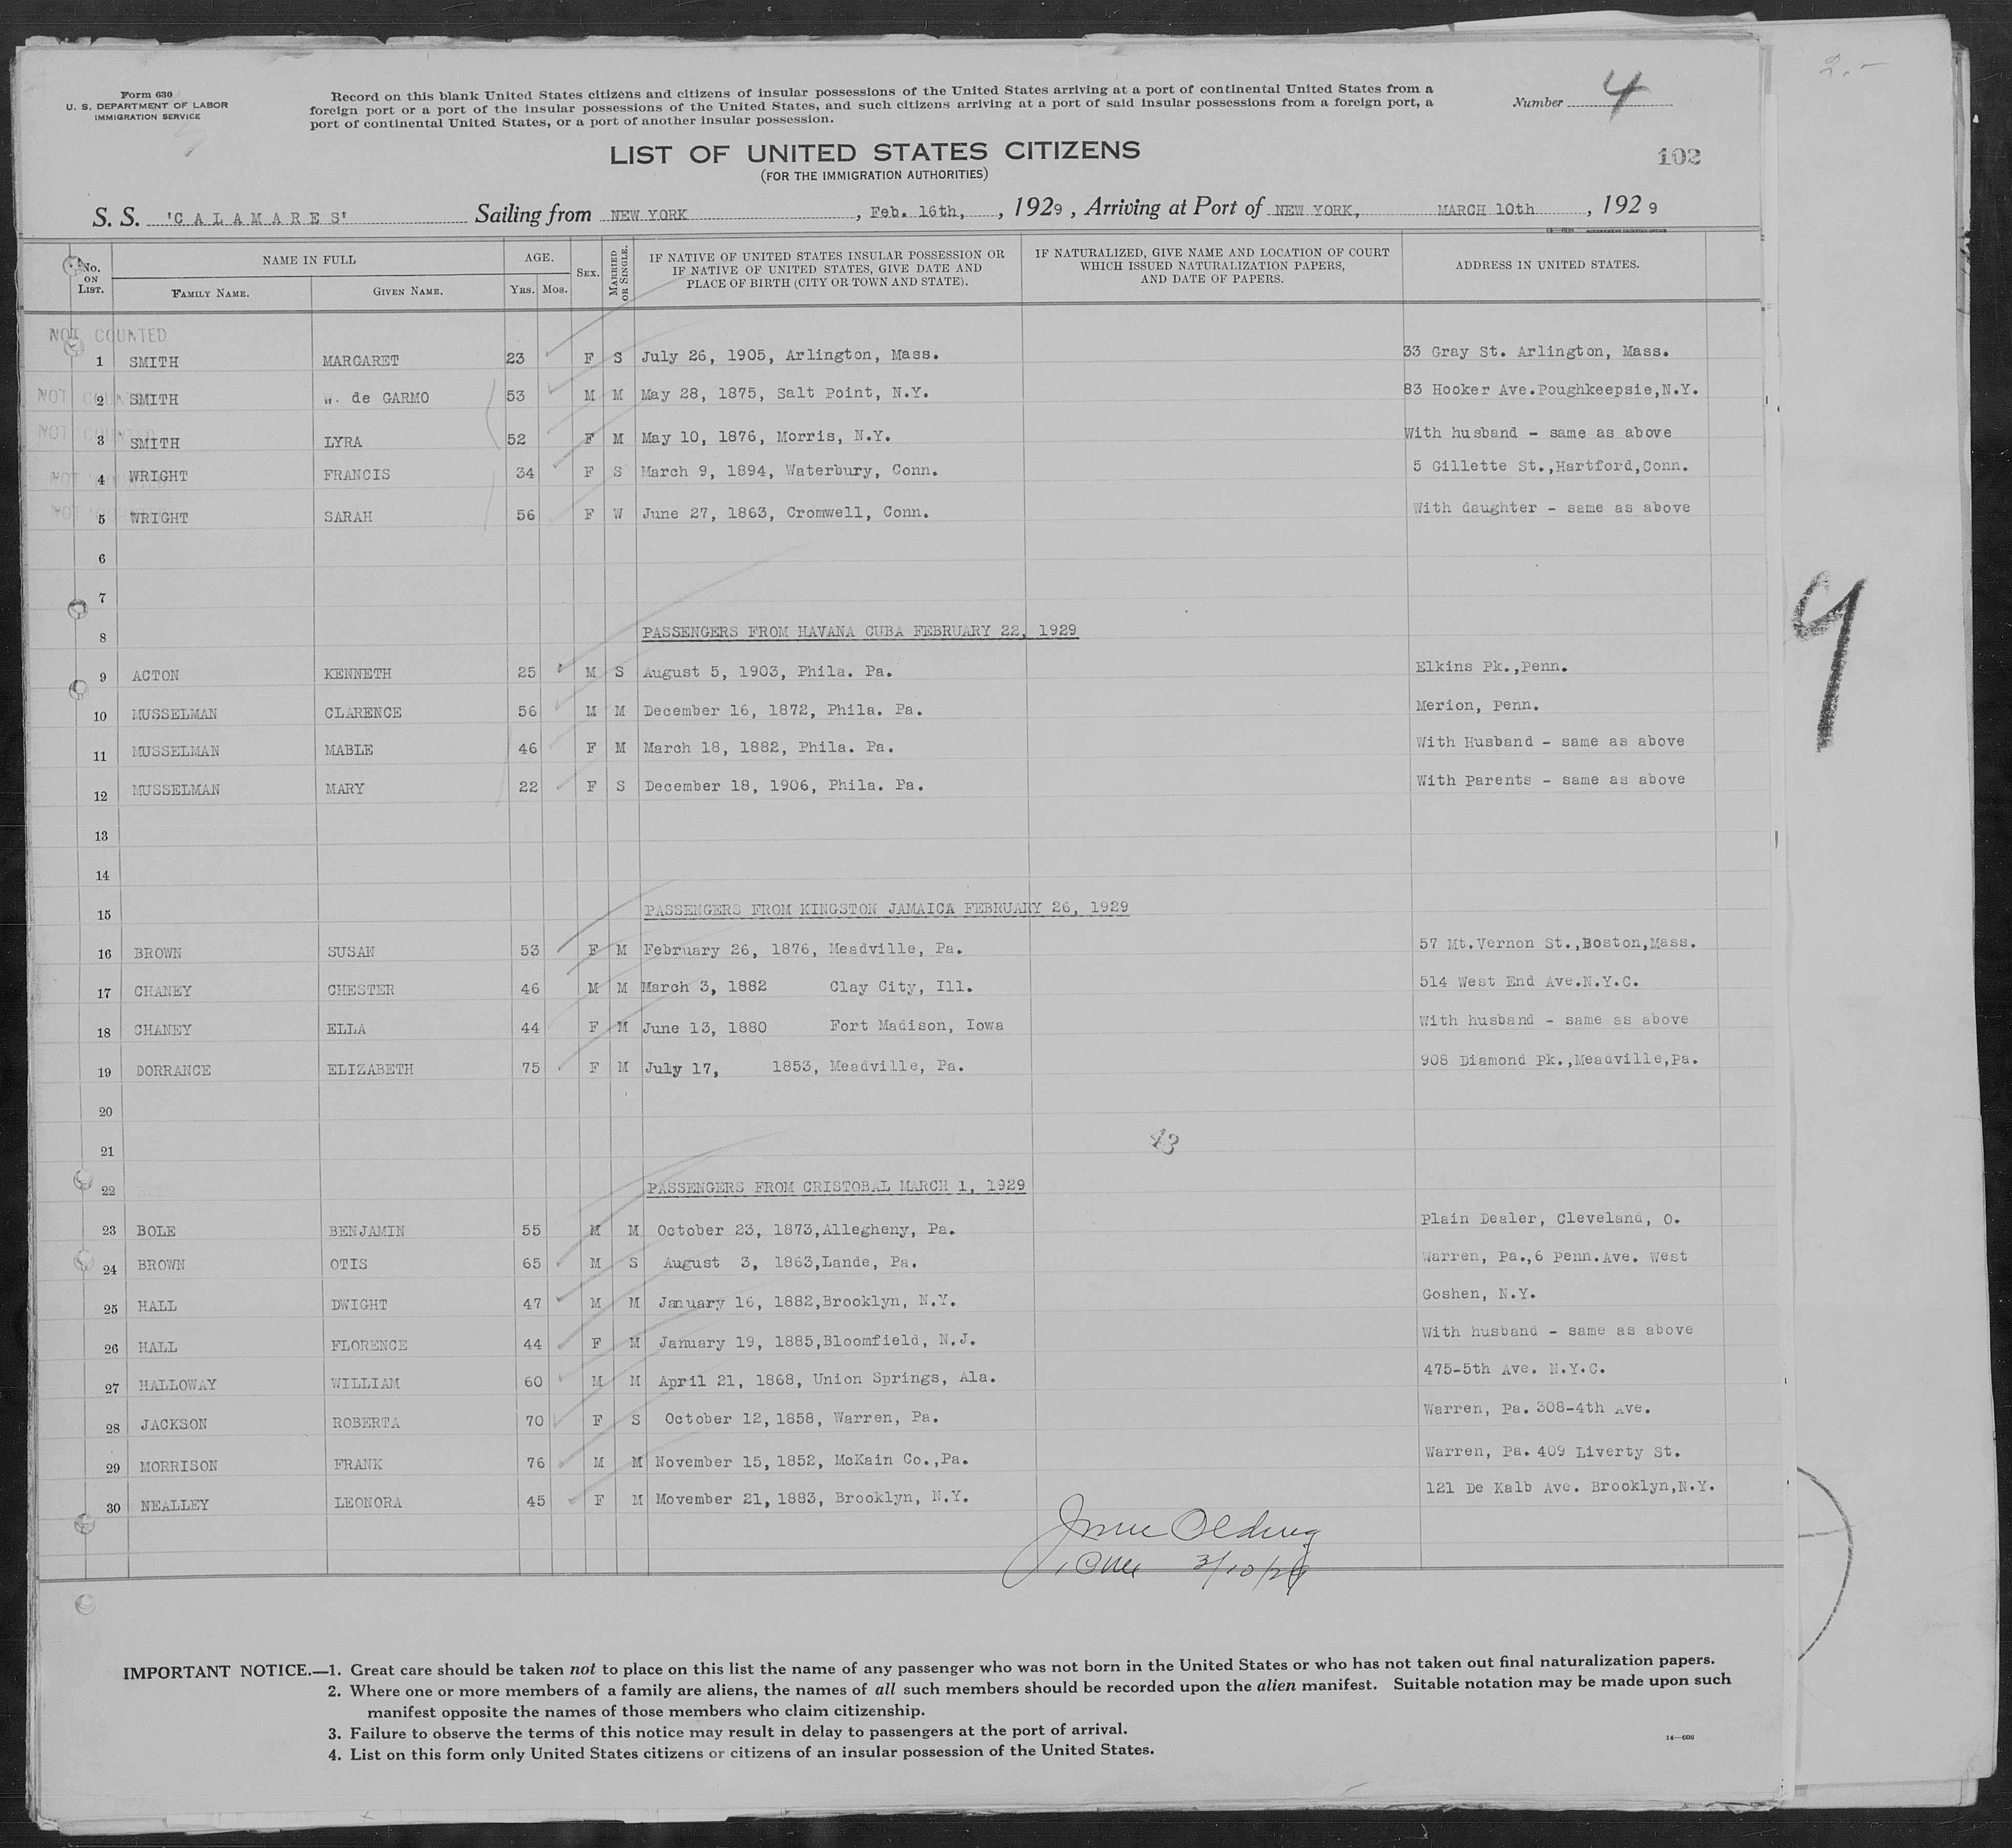 Form 630
U. S. DEPARTMENT OF LABOR
IMMIGRATION SERVICE
Record on this blank United States citizens and citizens of insular possessions of the United States arriving at a port of continental United States from a
foreign port or a port of the insular possessions of the United States, and such citizens arriving at a port of said insular possessions from a foreign port, a
port of continental United States, or a port of another insular possession.
Number 4
LIST OF UNITED STATES CITIZENS
(FOR THE IMMIGRATION AUTHORITIES)
102
S. S. 'CALAMARES' Sailing from NEW YORK, Feb. 16th, , 1929, Arriving at Port of NEW YORK, MARCH 10th, 1929
No. ON LIST. NAME IN FULL FAMILY NAME. GIVEN NAME. AGE. YRS. MOS. SEX. MARRIED OR SINGLE. IF NATIVE OF UNITED STATES INSULAR POSSESSION OR IF NATIVE OF UNITED STATES, GIVE DATE AND PLACE OF BIRTH (CITY OR TOWN AND STATE). IF NATURALIZED, GIVE NAME AND LOCATION OF COURT WHICH ISSUED NATURALIZATION PAPERS, AND DATE OF PAPERS. ADDRESS IN UNITED STATES.
NOT COUNTED
1 SMITH MARGARET 23 F S July 26, 1905, Arlington, Mass. 33 Gray St. Arlington, Mass.
NOT COUNTED
2 SMITH W. de GARMO 53 M M May 28, 1875, Salt Point, N.Y. 83 Hooker Ave.Poughkeepsie,N.Y.
NOT COUNTED
3 SMITH LYRA 52 F M May 10, 1876, Morris, N.Y. With husband - same as above
NOT COUNTED
4 WRIGHT FRANCIS 34 F S March 9, 1894, Waterbury, Conn. 5 Gillette St.,Hartford,Conn.
NOT COUNTED
5 WRIGHT SARAH 56 F W June 27, 1863, Cromwell, Conn. With daughter - same as above
6
7
8 PASSENGERS FROM HAVANA CUBA FEBRUARY 22, 1929
9 ACTON KENNETH 25 M S August 5, 1903, Phila. Pa. Elkins Pk.,Penn.
10 MUSSELMAN CLARENCE 56 M M December 16, 1872, Phila. Pa. Merion, Penn.
11 MUSSELMAN MABLE 46 F M March 18, 1882, Phila. Pa. With Husband - same as above
12 MUSSELMAN MARY 22 F S December 18, 1906, Phila. Pa. With Parents - same as above
13
14
15 PASSENGERS FROM KINGSTON JAMAICA FEBRUARY 26, 1929
16 BROWN SUSAN 53 F M February 26, 1876, Meadville, Pa. 57 Mt.Vernon St.,Boston,Mass.
17 CHANEY CHESTER 46 M M March 3, 1882 Clay City, Ill. 514 West End Ave.N.Y.C.
18 CHANEY ELLA 44 F M June 13, 1880 Fort Madison, Iowa With husband - same as above
19 DORRANCE ELIZABETH 75 F M July 17, 1853, Meadville, Pa. 908 Diamond Pk.,Meadville,Pa.
20
21
43
22 PASSENGERS FROM CRISTOBAL MARCH 1, 1929
23 BOLE BENJAMIN 55 M M October 23, 1873,Allegheny, Pa. Plain Dealer, Cleveland, O.
24 BROWN OTIS 65 M S August 3, 1863,Lande, Pa. Warren, Pa.,6 Penn.Ave. West
25 HALL DWIGHT 47 M M January 16, 1882,Brooklyn, N.Y. Goshen, N.Y.
26 HALL FLORENCE 44 F M January 19, 1885,Bloomfield, N.J. With husband - same as above
27 HALLOWAY WILLIAM 60 M M April 21, 1868, Union Springs, Ala. 475-5th Ave. N.Y.C.
28 JACKSON ROBERTA 70 F S October 12, 1858, Warren, Pa. Warren, Pa. 308-4th Ave.
29 MORRISON FRANK 76 M M November 15, 1852, McKain Co.,Pa. Warren, Pa. 409 Liverty St.
30 NEALLEY LEONORA 45 F M Movember 21, 1883, Brooklyn, N.Y. 121 De Kalb Ave. Brooklyn,N.Y.
3/10/29
IMPORTANT NOTICE.—1. Great care should be taken not to place on this list the name of any passenger who was not born in the United States or who has not taken out final naturalization papers.
2. Where one or more members of a family are aliens, the names of all such members should be recorded upon the alien manifest. Suitable notation may be made upon such
manifest opposite the names of those members who claim citizenship.
3. Failure to observe the terms of this notice may result in delay to passengers at the port of arrival.
4. List on this form only United States citizens or citizens of an insular possession of the United States.
14—608